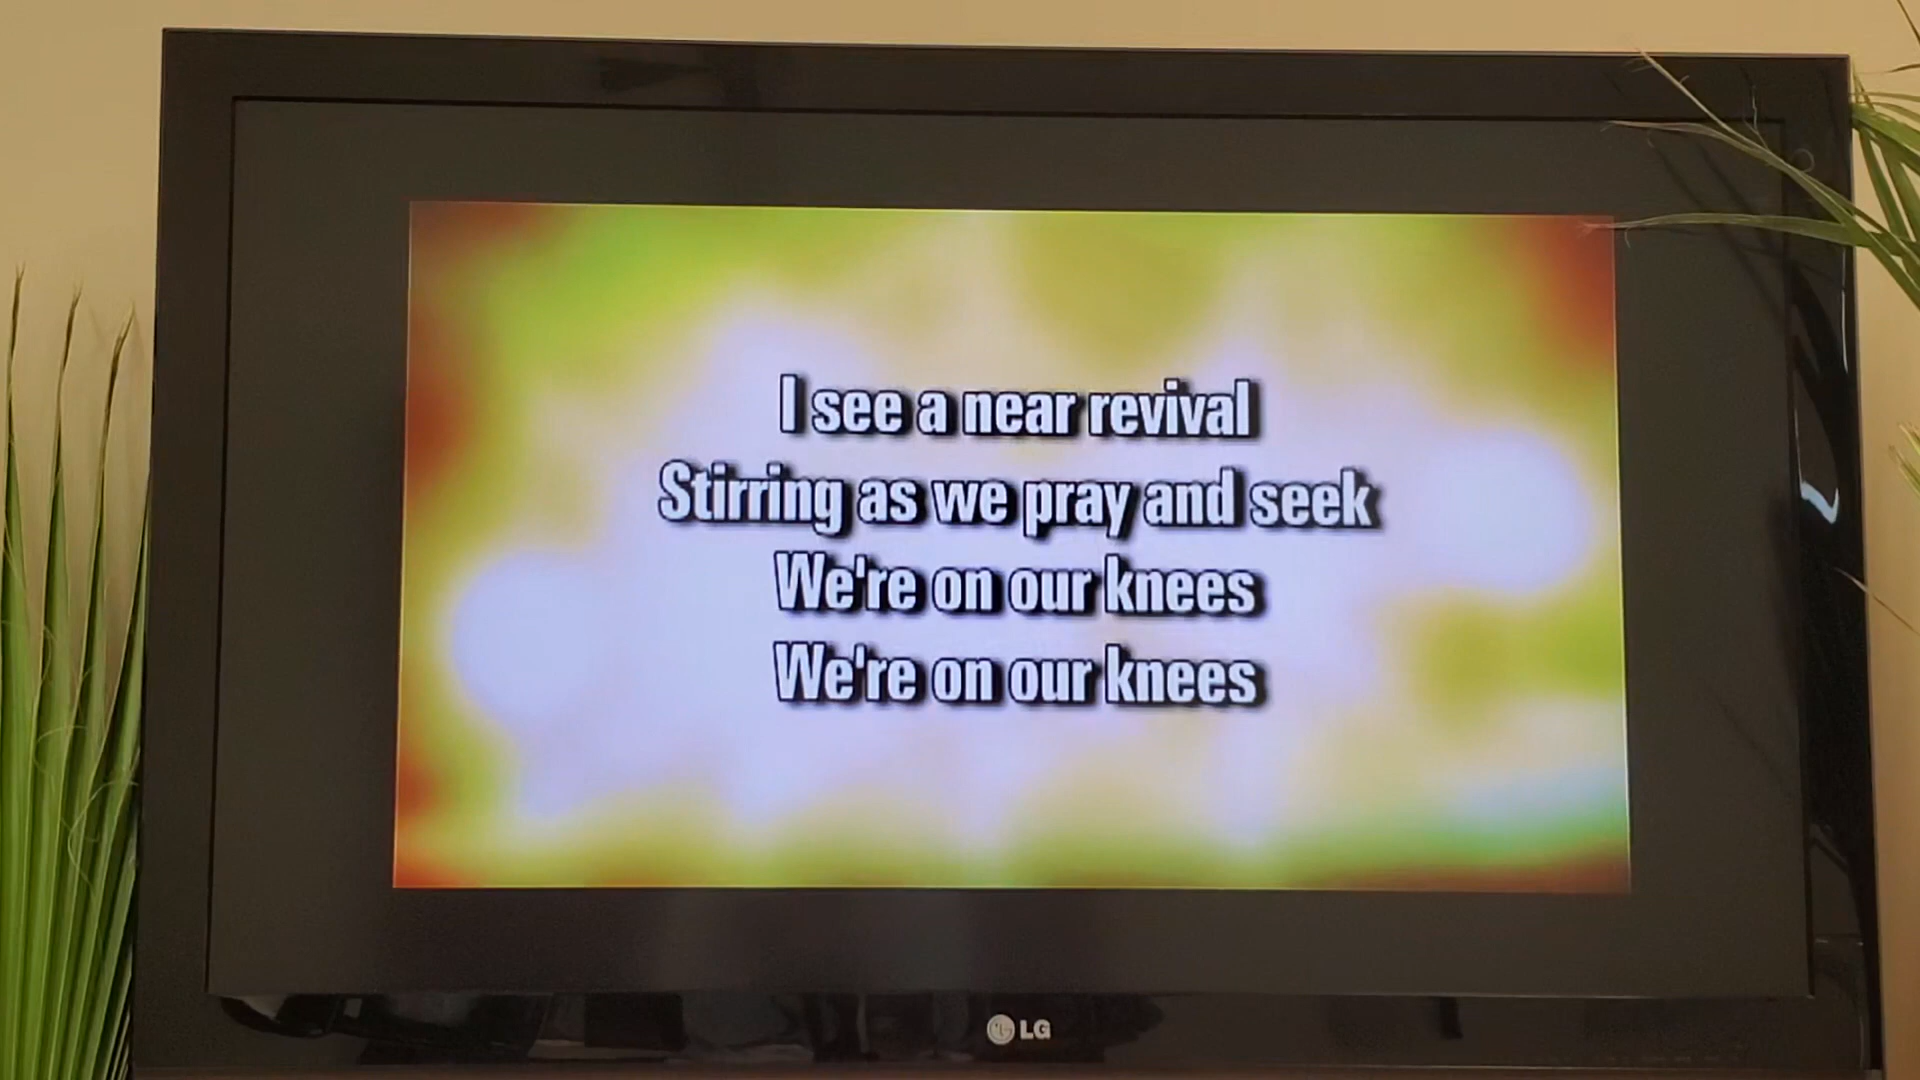 I see a near revival
Stirring as we pray and seek
We're on our knees
We're on our knees
LG